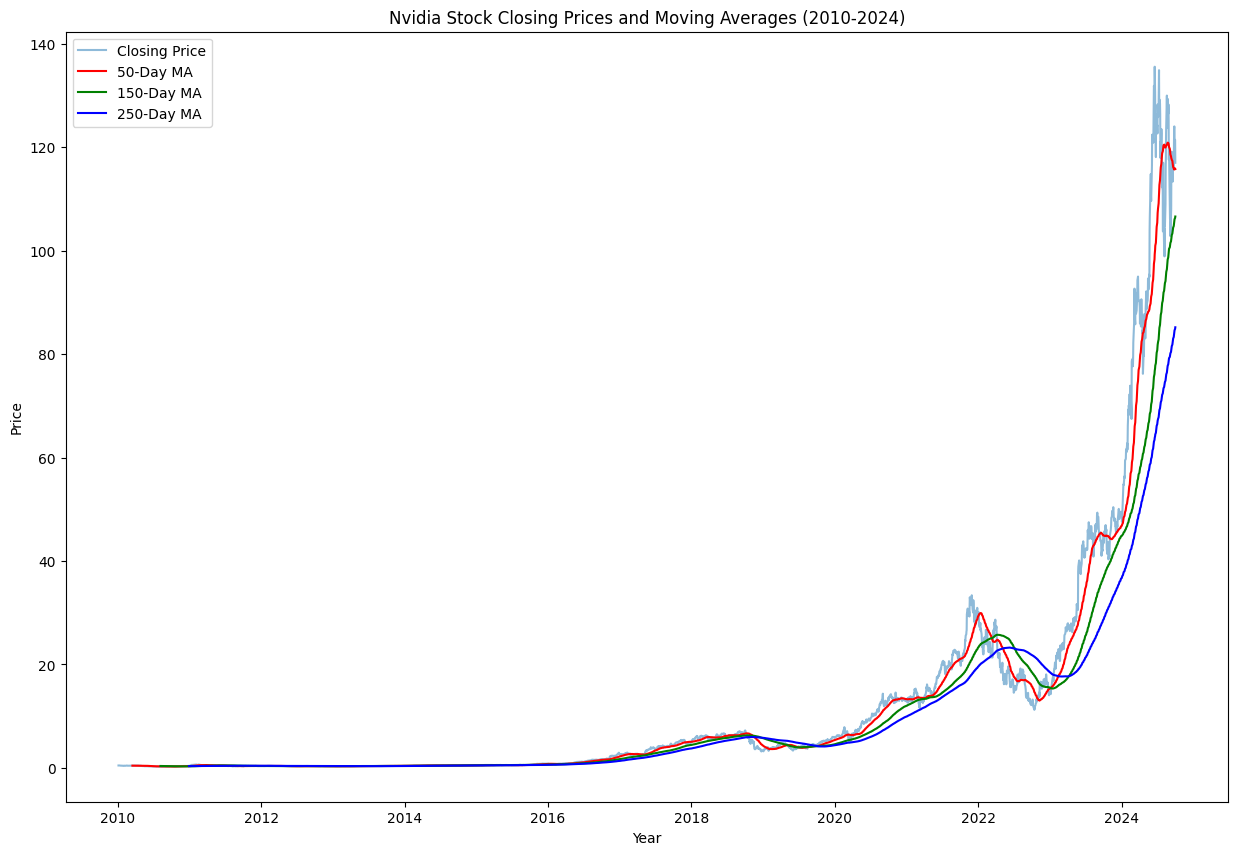 Nvidia Stock Closing Prices and Moving Averages (2010-2024)
Closing Price
50-Day MA
150-Day MA
250-Day MA
140
120
100
80
60
40
20
0
Price
2010 2012 2014 2016 2018 2020 2022 2024
Year